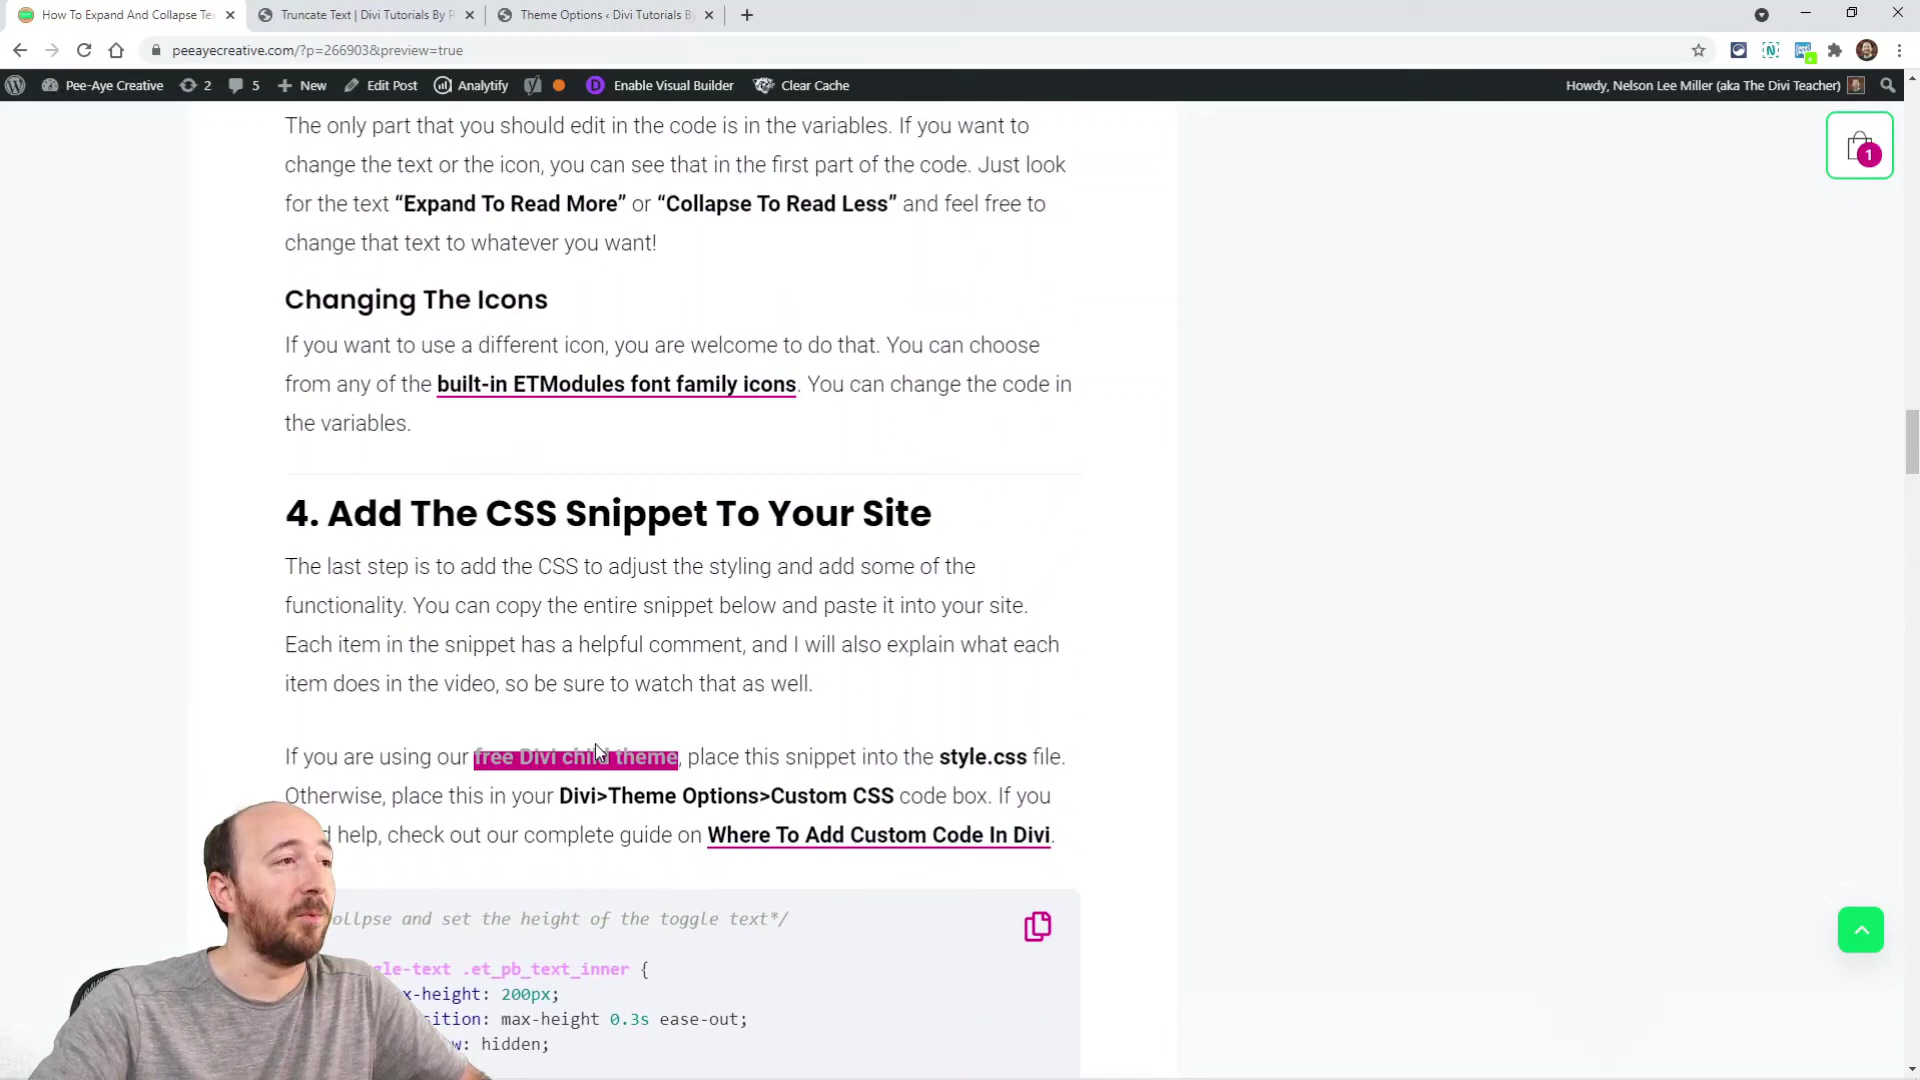 How To Expand And Collapse Te
Truncate Text | Divi Tutorials By P
Theme Options ‹ Divi Tutorials By
peeayecreative.com/?p=266903&preview=true
Pee-Aye Creative
2
5
New
Edit Post
Analytify
Enable Visual Builder
Clear Cache
Howdy, Nelson Lee Miller (aka The Divi Teacher)
1
The only part that you should edit in the code is in the variables. If you want to
change the text or the icon, you can see that in the first part of the code. Just look
for the text “Expand To Read More” or “Collapse To Read Less” and feel free to
change that text to whatever you want!
Changing The Icons
If you want to use a different icon, you are welcome to do that. You can choose
from any of the built-in ETModules font family icons. You can change the code in
the variables.
4. Add The CSS Snippet To Your Site
The last step is to add the CSS to adjust the styling and add some of the
functionality. You can copy the entire snippet below and paste it into your site.
Each item in the snippet has a helpful comment, and I will also explain what each
item does in the video, so be sure to watch that as well.
If you are using our free Divi child theme, place this snippet into the style.css file.
Otherwise, place this in your Divi>Theme Options>Custom CSS code box. If you
help, check out our complete guide on Where To Add Custom Code In Divi.
ollpse and set the height of the toggle text*/
gle-text .et_pb_text_inner {
x-height: 200px;
sition: max-height 0.3s ease-out;
w: hidden;